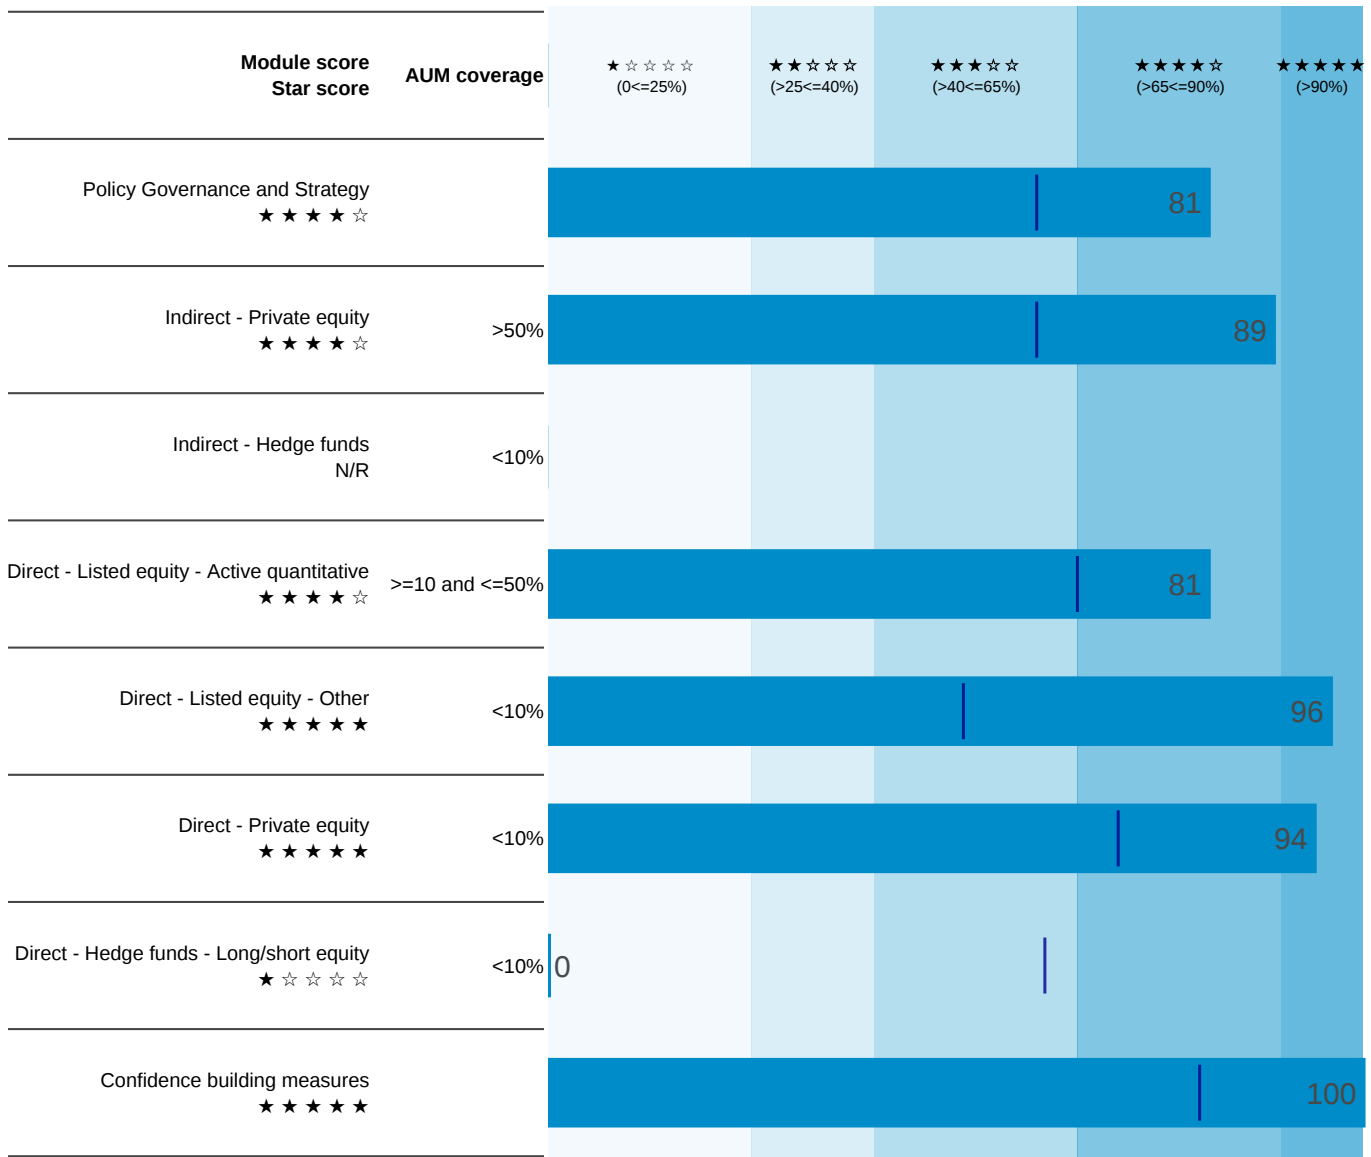 Module score
Star score
AUM coverage
★ ☆ ☆ ☆ ☆
(0<=25%)
★ ★ ☆ ☆ ☆
(>25<=40%)
★ ★ ★ ☆ ☆
(>40<=65%)
★ ★ ★ ★ ☆
(>65<=90%)
★ ★ ★ ★ ★
(>90%)
Policy Governance and Strategy
★ ★ ★ ★ ☆
81
Indirect - Private equity
★ ★ ★ ★ ☆
>50%
89
Indirect - Hedge funds
N/R
<10%
Direct - Listed equity - Active quantitative
★ ★ ★ ★ ☆
>=10 and <=50%
81
Direct - Listed equity - Other
★ ★ ★ ★ ★
<10%
96
Direct - Private equity
★ ★ ★ ★ ★
<10%
94
Direct - Hedge funds - Long/short equity
★ ☆ ☆ ☆ ☆
<10%
0
Confidence building measures
★ ★ ★ ★ ★
100